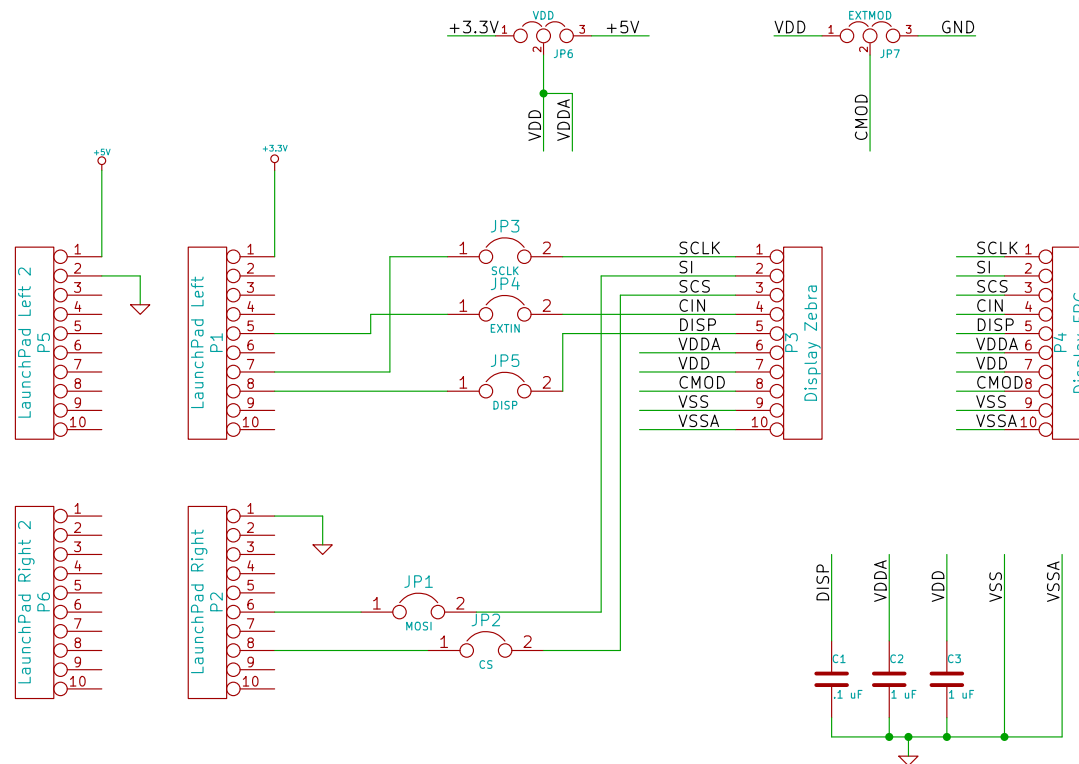 VDD
+3.3V 1 2 3 +5V
JP6
VDD
VDDA
EXTMOD
VDD 1 2 3 GND
JP7
CMOD
+5V
+3.3V
LaunchPad Left 2
P5
1
2
3
4
5
6
7
8
9
10
LaunchPad Left
P1
1
2
3
4
5
6
7
8
9
10
JP3
1 2
SCLK
JP4
1 2
EXTIN
JP5
1 2
DISP
SCLK 1
SI 2
SCS 3
CIN 4
DISP 5
VDDA 6
VDD 7
CMOD 8
VSS 9
VSSA 10
P3
Display Zebra
SCLK 1
SI 2
SCS 3
CIN 4
DISP 5
VDDA 6
VDD 7
CMOD 8
VSS 9
VSSA 10
P4
LaunchPad Right 2
P6
1
2
3
4
5
6
7
8
9
10
LaunchPad Right
P2
1
2
3
4
5
6
7
8
9
10
JP1
1 2
MOSI
JP2
1 2
CS
DISP
VDDA
VDD
VSS
VSSA
C1
.1 uF
C2
1 uF
C3
1 uF